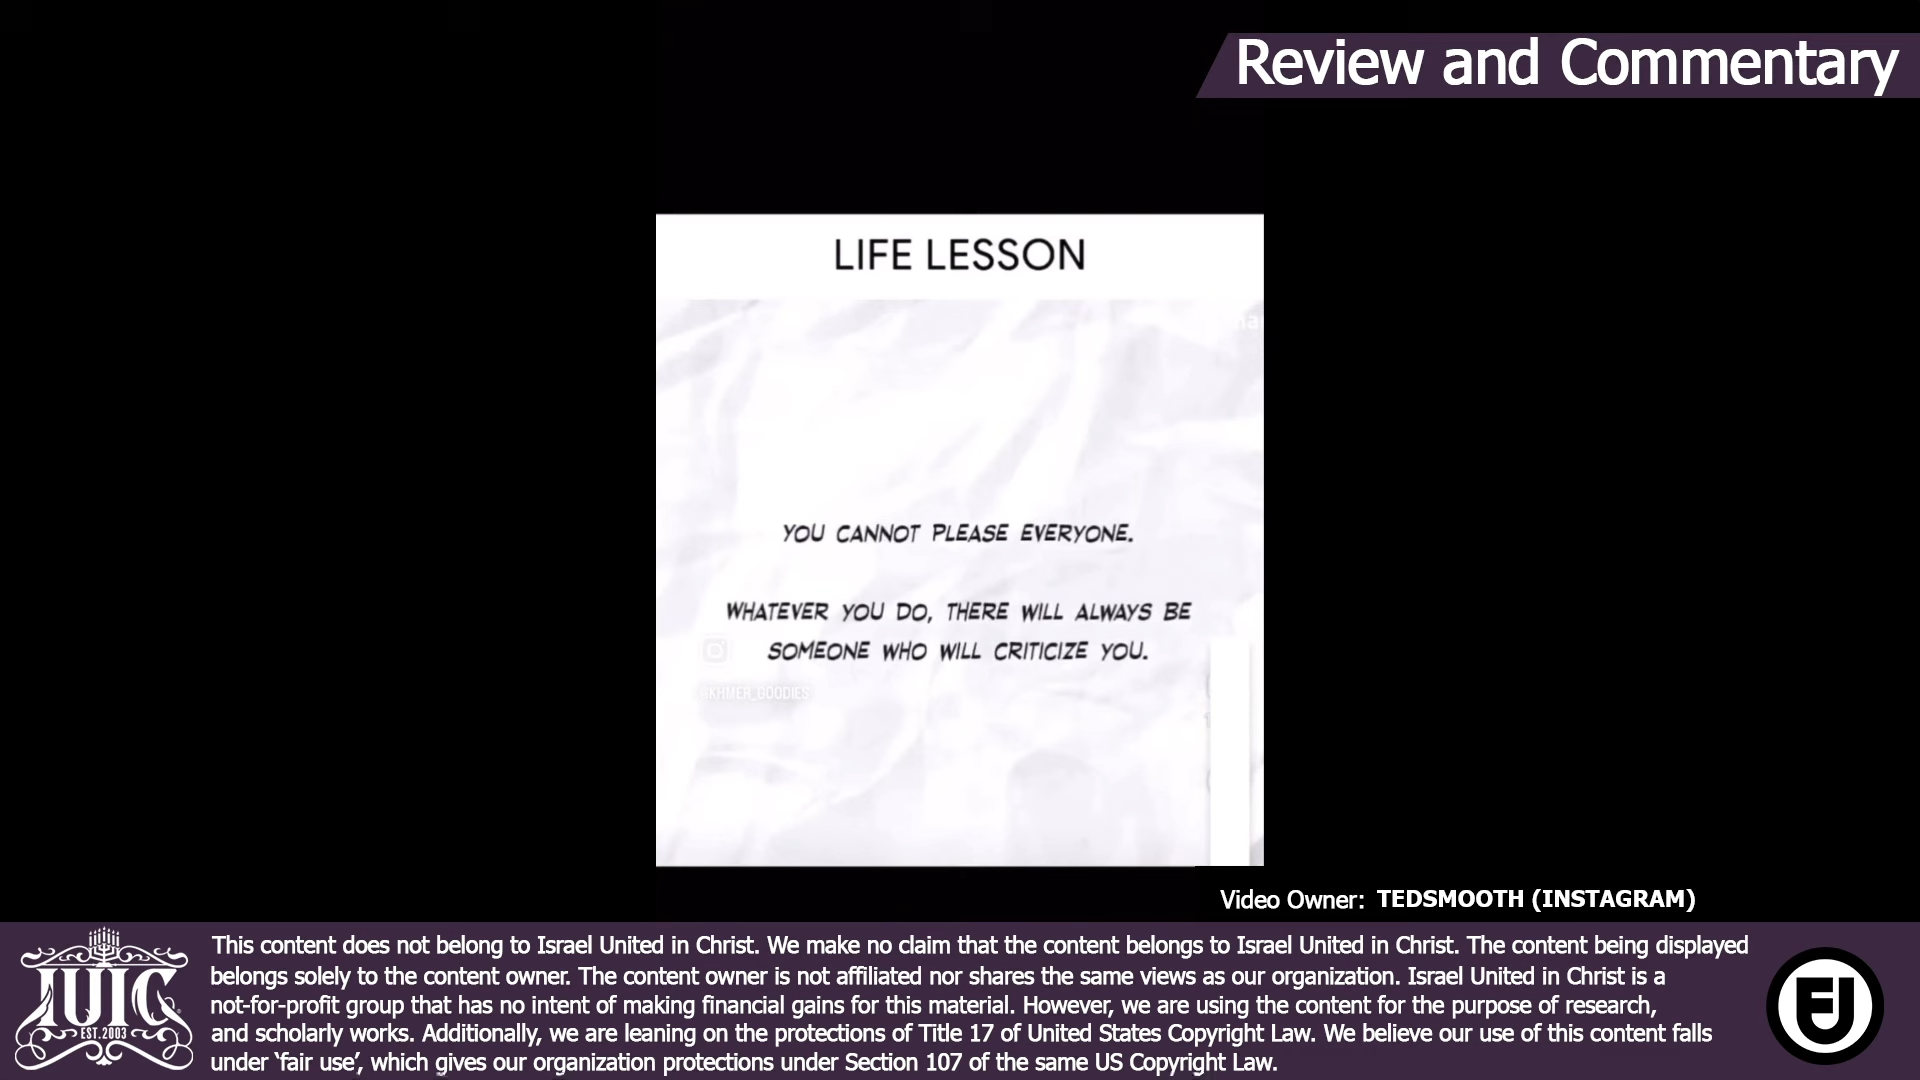 Review and Commentary
LIFE LESSON
YOU CANNOT PLEASE EVERYONE.
WHATEVER YOU DO, THERE WILL ALWAYS BE
SOMEONE WHO WILL CRITICIZE YOU.
@KHMER_GOODIES
Video Owner: TEDSMOOTH (INSTAGRAM)
This content does not belong to Israel United in Christ. We make no claim that the content belongs to Israel United in Christ. The content being displayed
belongs solely to the content owner. The content owner is not affiliated nor shares the same views as our organization. Israel United in Christ is a
not-for-profit group that has no intent of making financial gains for this material. However, we are using the content for the purpose of research,
and scholarly works. Additionally, we are leaning on the protections of Title 17 of United States Copyright Law. We believe our use of this content falls
under ‘fair use’, which gives our organization protections under Section 107 of the same US Copyright Law.
IUIC
EST. 2003